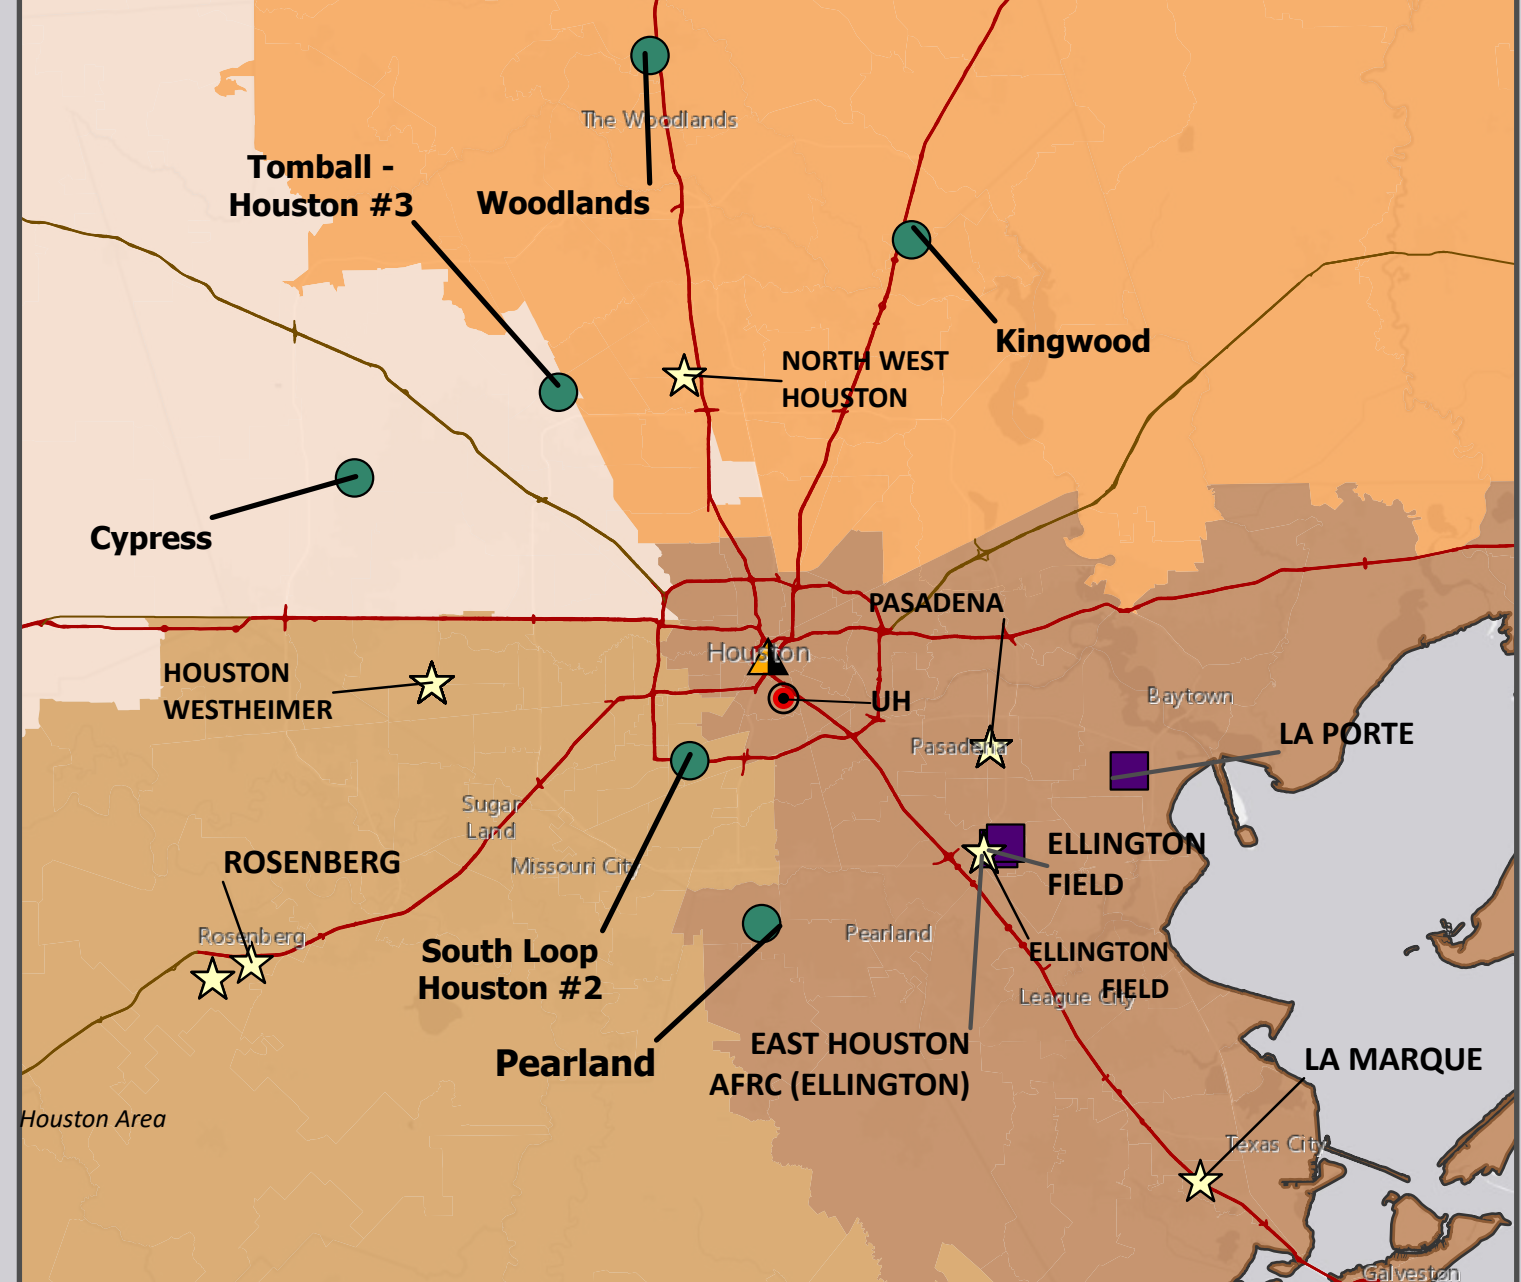 The Woodlands
Tomball -
Houston #3
Woodlands
Kingwood
NORTH WEST
HOUSTON
Cypress
PASADENA
Houston
HOUSTON
WESTHEIMER
UH
Baytown
Pasadena
LA PORTE
Sugar
Land
Missouri City
ROSENBERG
ELLINGTON
FIELD
Rosenberg
Pearland
South Loop
Houston #2
ELLINGTON
FIELD
League City
Pearland
EAST HOUSTON
AFRC (ELLINGTON)
LA MARQUE
Houston Area
Texas City
Galveston